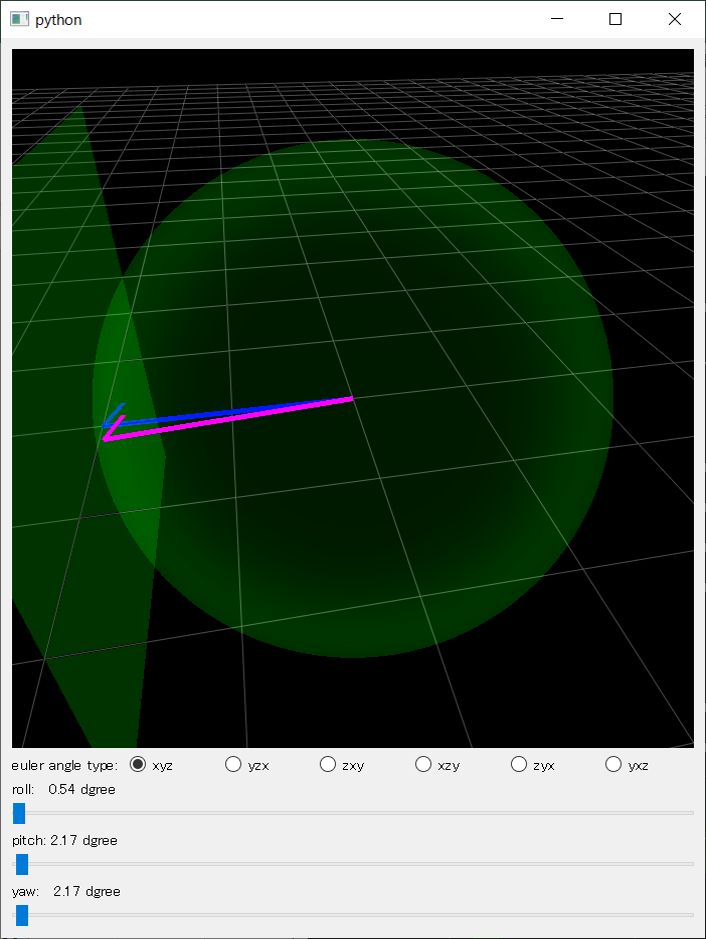 python
euler angle type: xyz yzx zxy xzy zyx yxz
roll: 0.54 dgree
pitch: 2.17 dgree
yaw: 2.17 dgree